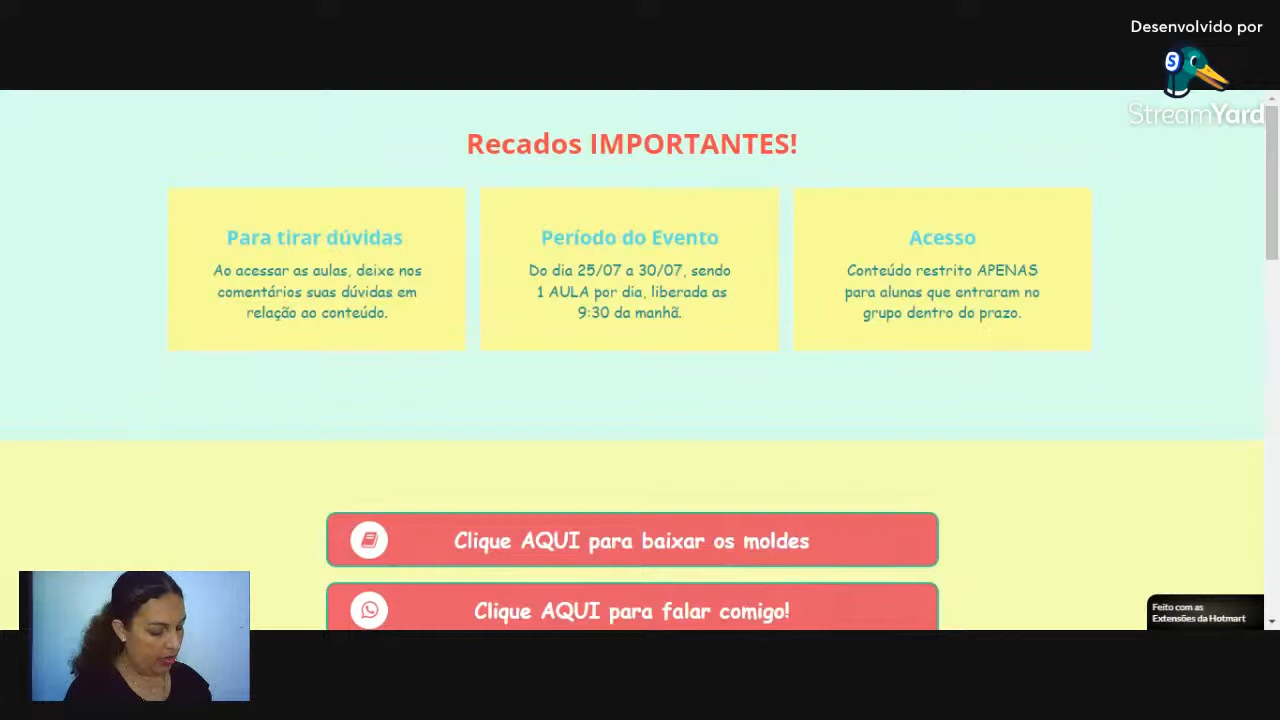 Desenvolvido por
StreamYard
Recados IMPORTANTES!
Para tirar dúvidas
Ao acessar as aulas, deixe nos
comentários suas dúvidas em
relação ao conteúdo.
Período do Evento
Do dia 25/07 a 30/07, sendo
1 AULA por dia, liberada as
9:30 da manhã.
Acesso
Conteúdo restrito APENAS
para alunas que entraram no
grupo dentro do prazo.
Clique AQUI para baixar os moldes
Clique AQUI para falar comigo!
Feito com as
Extensões da Hotmart